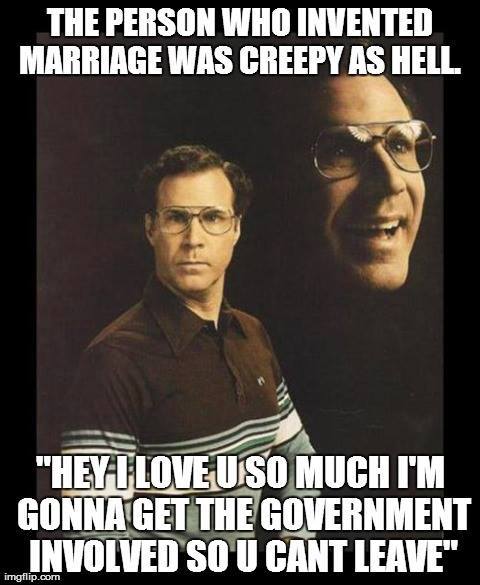 THE PERSON WHO INVENTED
MARRIAGE WAS CREEPY AS HELL.
"HEY I LOVE U SO MUCH I'M
GONNA GET THE GOVERNMENT
INVOLVED SO U CANT LEAVE"
imgflip.com